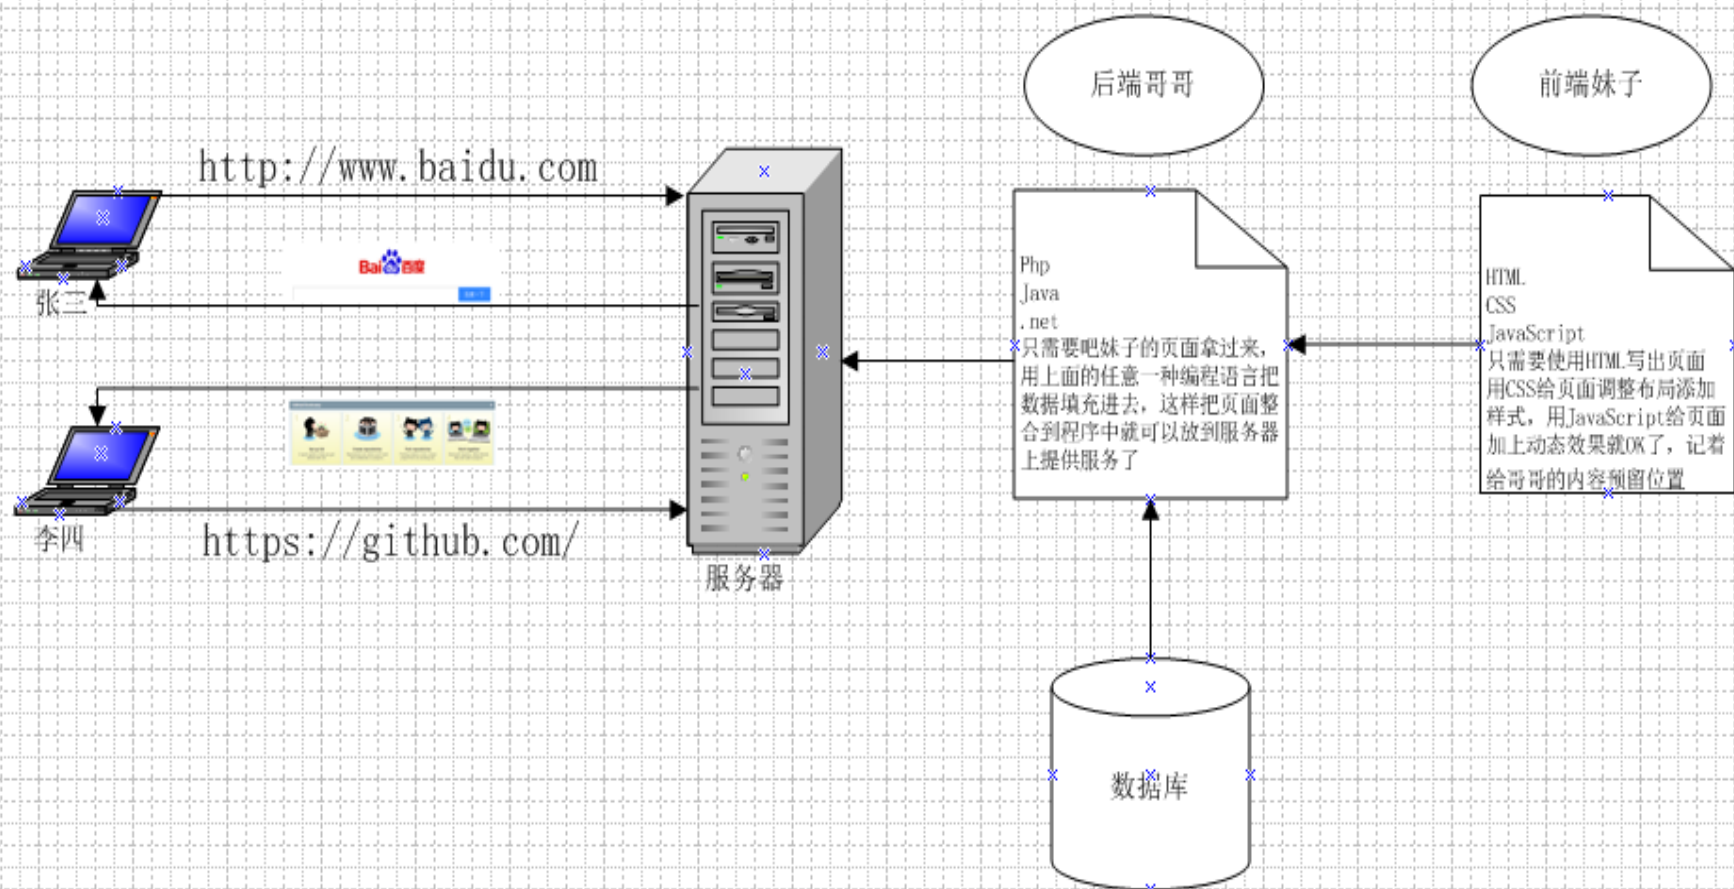 后端哥哥
前端妹子
http://www.baidu.com
Bai百度
张三
https://github.com/
李四
服务器
Php
Java
.net
只需要吧妹子的页面拿过来，
用上面的任意一种编程语言把
数据填充进去，这样把页面整
合到程序中就可以放到服务器
上提供服务了
HTML
CSS
JavaScript
只需要使用HTML写出页面
用CSS给页面调整布局添加
样式，用JavaScript给页面
加上动态效果就OK了，记着
给哥哥的内容预留位置
数据库